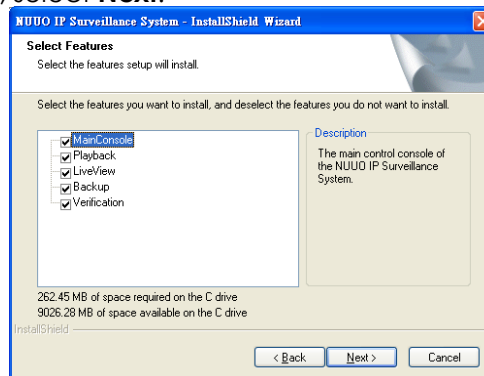 , select Next.
NUUO IP Surveillance System - InstallShield Wizard
Select Features
Select the features setup will install.
Select the features you want to install, and deselect the features you do not want to install.
MainConsole
Playback
LiveView
Backup
Verification
Description
The main control console of
the NUUO IP Surveillance
System.
262.45 MB of space required on the C drive
9026.28 MB of space available on the C drive
InstallShield
< Back
Next >
Cancel